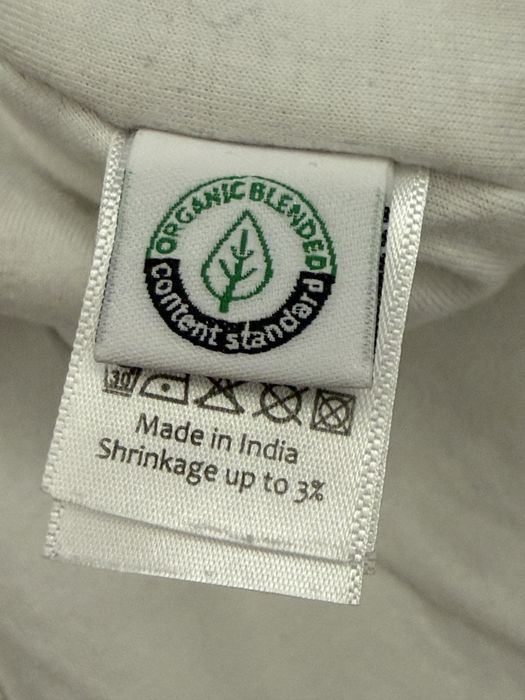 ORGANIC BLENDED
content standard
30
Made in India
Shrinkage up to 3%